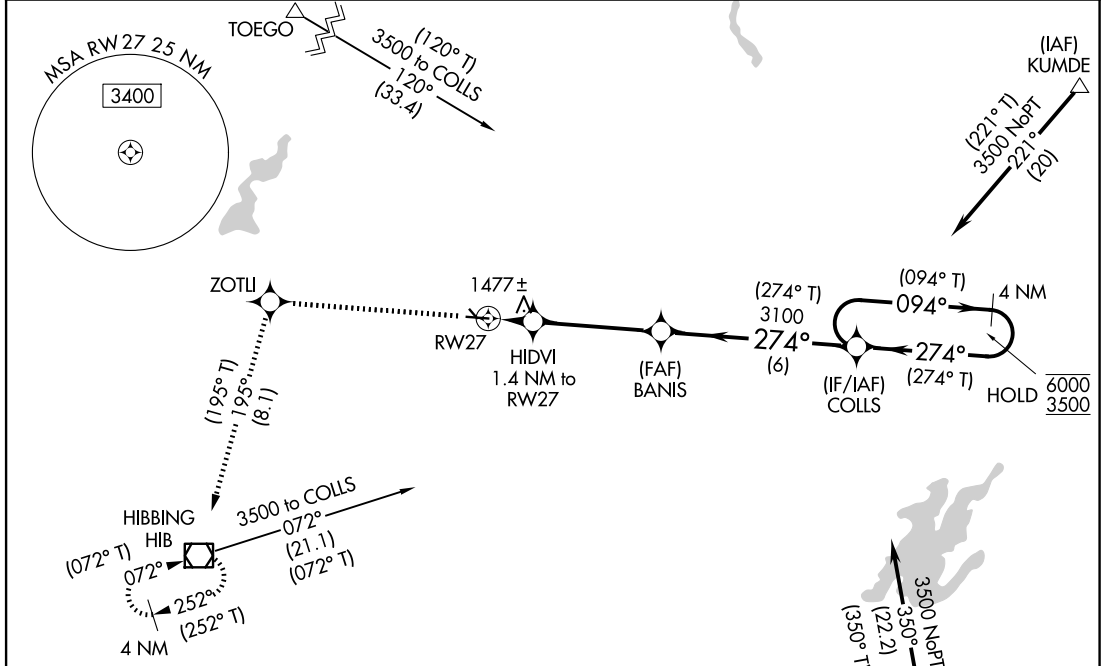 TOEGO
(120° T)
3500 to COLLS
120°
(33.4)
MSA RW27 25 NM
3400
(IAF)
KUMDE
(221° T)
3500 NoPT
221°
(20)
ZOTLI
1477 ±
RW27
HIDVI
1.4 NM to
RW27
(FAF)
BANIS
(274° T)
3100
274°
(6)
(IF/IAF)
COLLS
(094° T)
094°
4 NM
274°
(274° T)
HOLD
6000
3500
(195° T)
195°
(8.1)
HIBBING
HIB
3500 to COLLS
072°
(21.1)
(072° T)
(072° T)
072°
252°
(252° T)
4 NM
3500 NoPT
350°
(22.2)
(350° T)